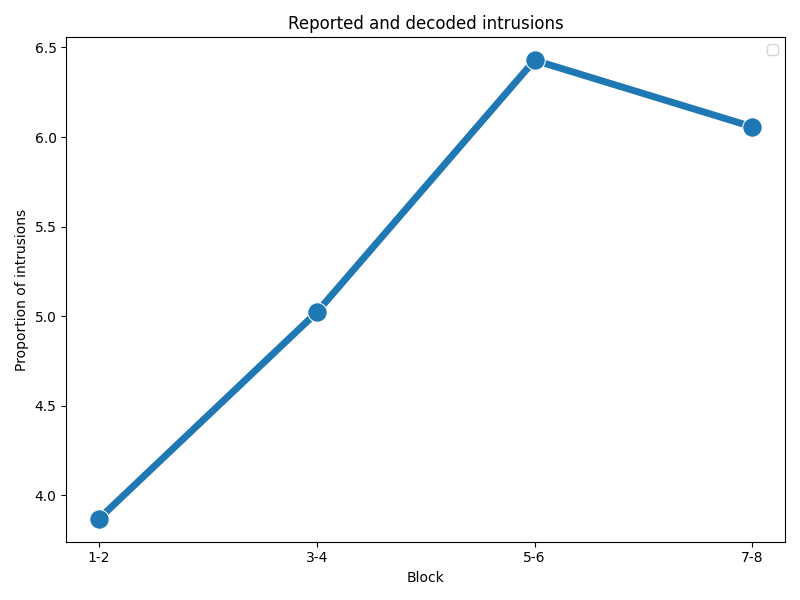 Reported and decoded intrusions
Proportion of intrusions
6.5
6.0
5.5
5.0
4.5
4.0
1-2 3-4 5-6 7-8
Block